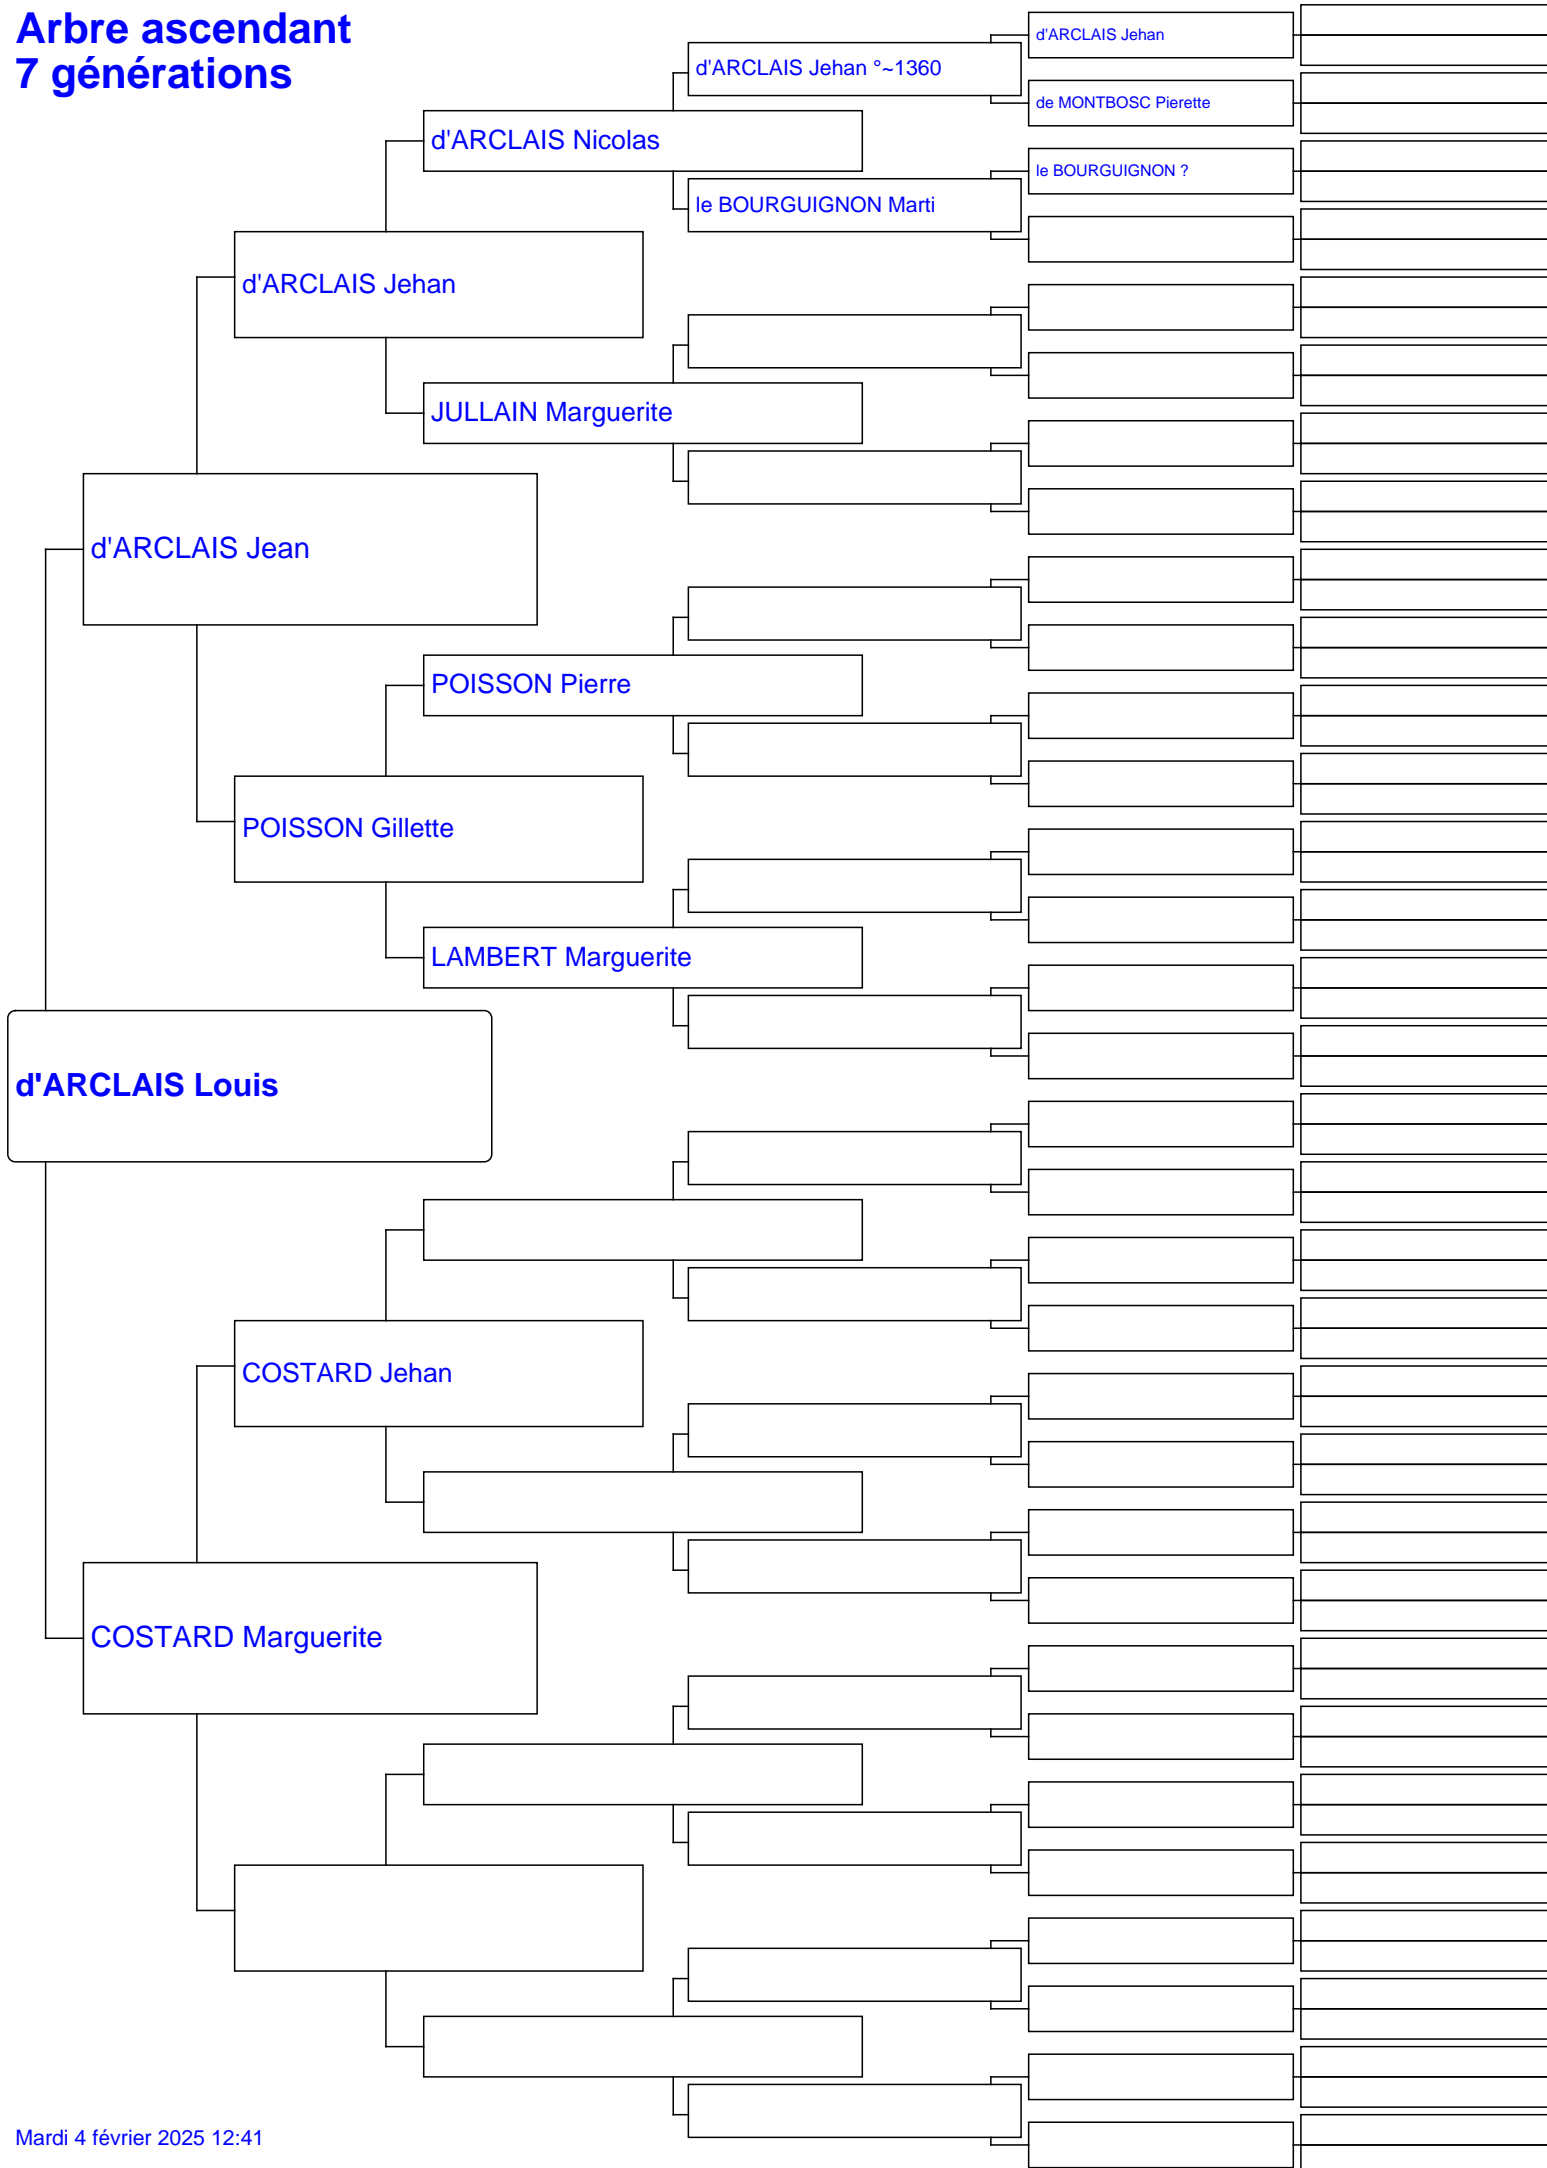 Arbre ascendant
7 générations
d'ARCLAIS Jehan
d'ARCLAIS Jehan °~1360
de MONTBOSC Pierette
d'ARCLAIS Nicolas
le BOURGUIGNON ?
le BOURGUIGNON Marti
d'ARCLAIS Jehan
JULLAIN Marguerite
d'ARCLAIS Jean
POISSON Pierre
POISSON Gillette
LAMBERT Marguerite
d'ARCLAIS Louis
COSTARD Jehan
COSTARD Marguerite
Mardi 4 février 2025 12:41